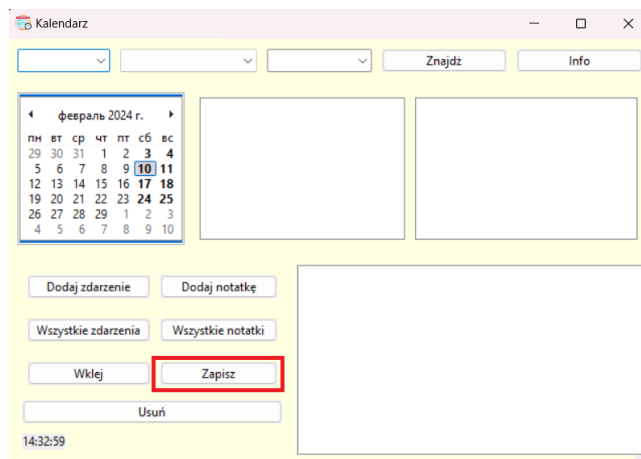 Kalendarz
Znajdź Info
февраль 2024 г.
пн вт ср чт пт сб вс
29 30 31 1 2 3 4
5 6 7 8 9 10 11
12 13 14 15 16 17 18
19 20 21 22 23 24 25
26 27 28 29 1 2 3
4 5 6 7 8 9 10
Dodaj zdarzenie Dodaj notatkę
Wszystkie zdarzenia Wszystkie notatki
Wklej Zapisz
Usuń
14:32:59